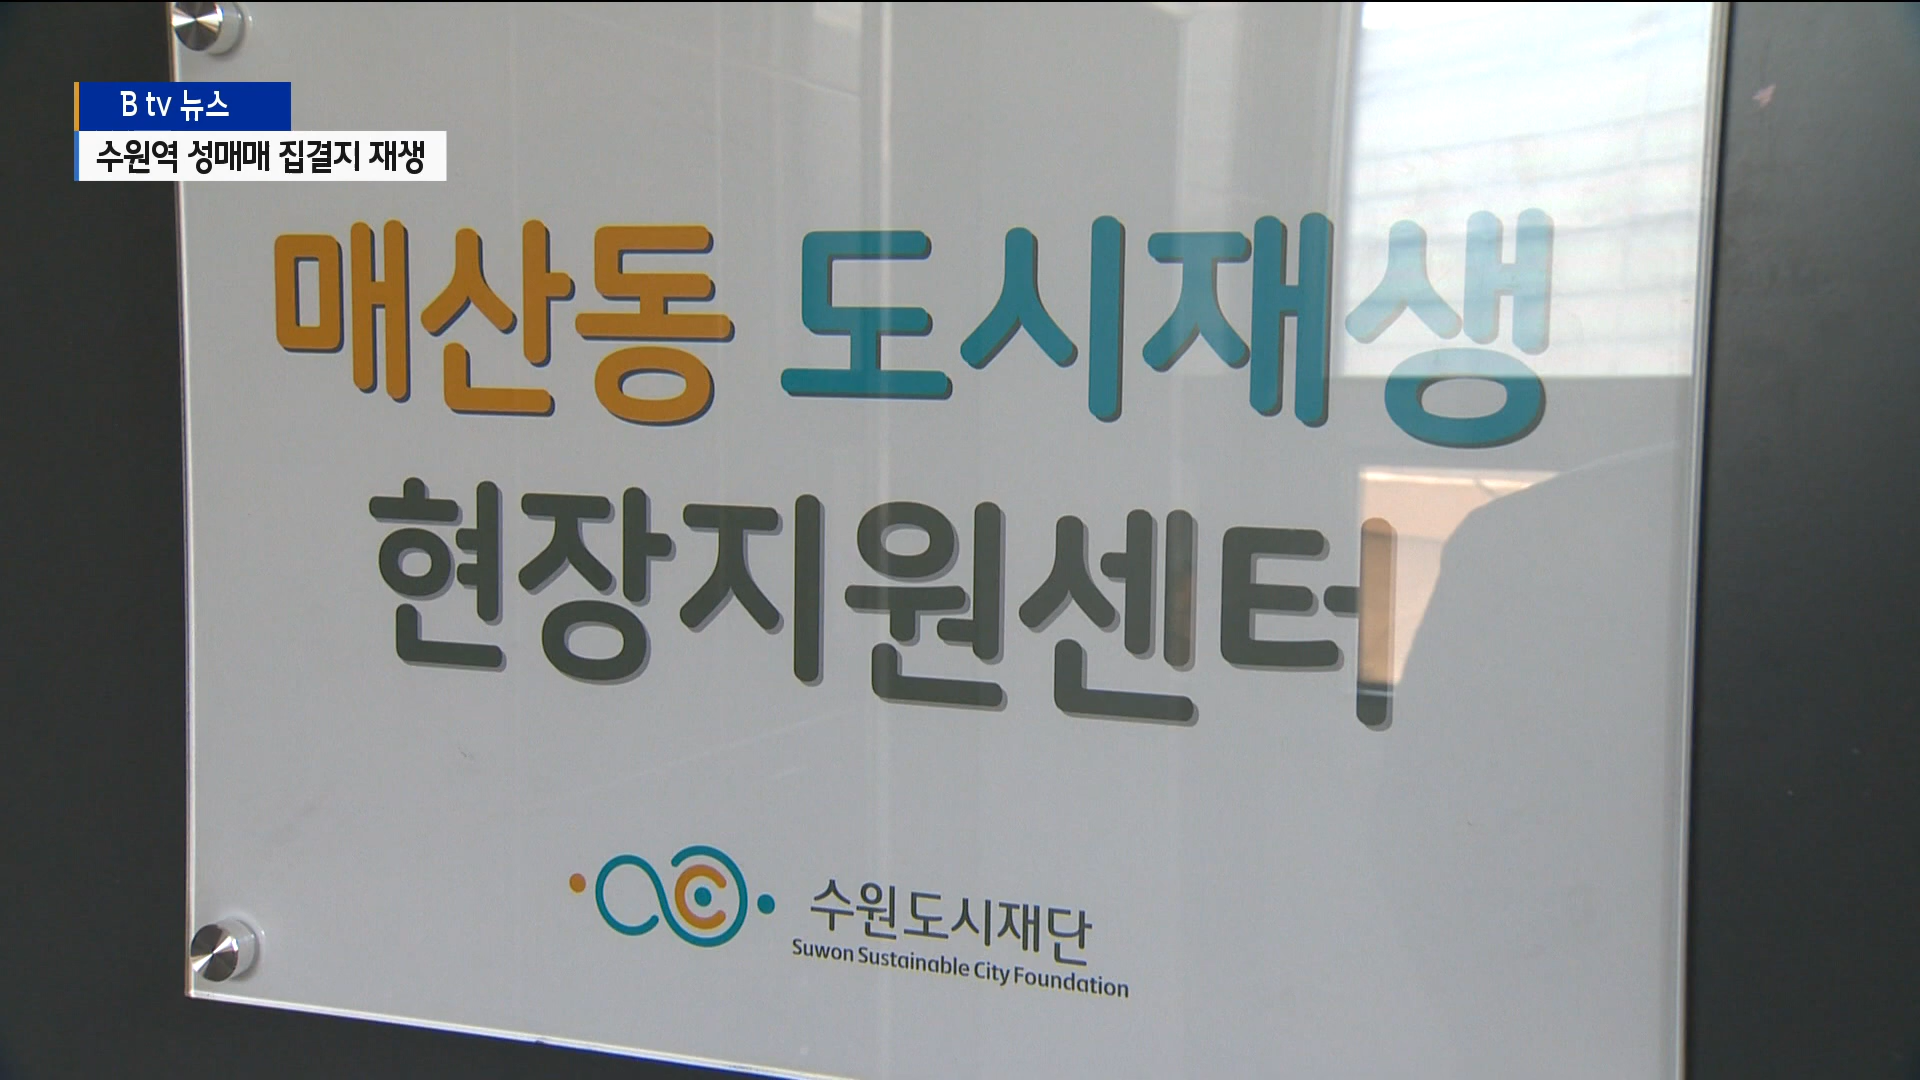 B tv 뉴스
수원역 성매매 집결지 재생
매산동 도시재생
현장지원센터
수원도시재단
Suwon Sustainable City Foundation